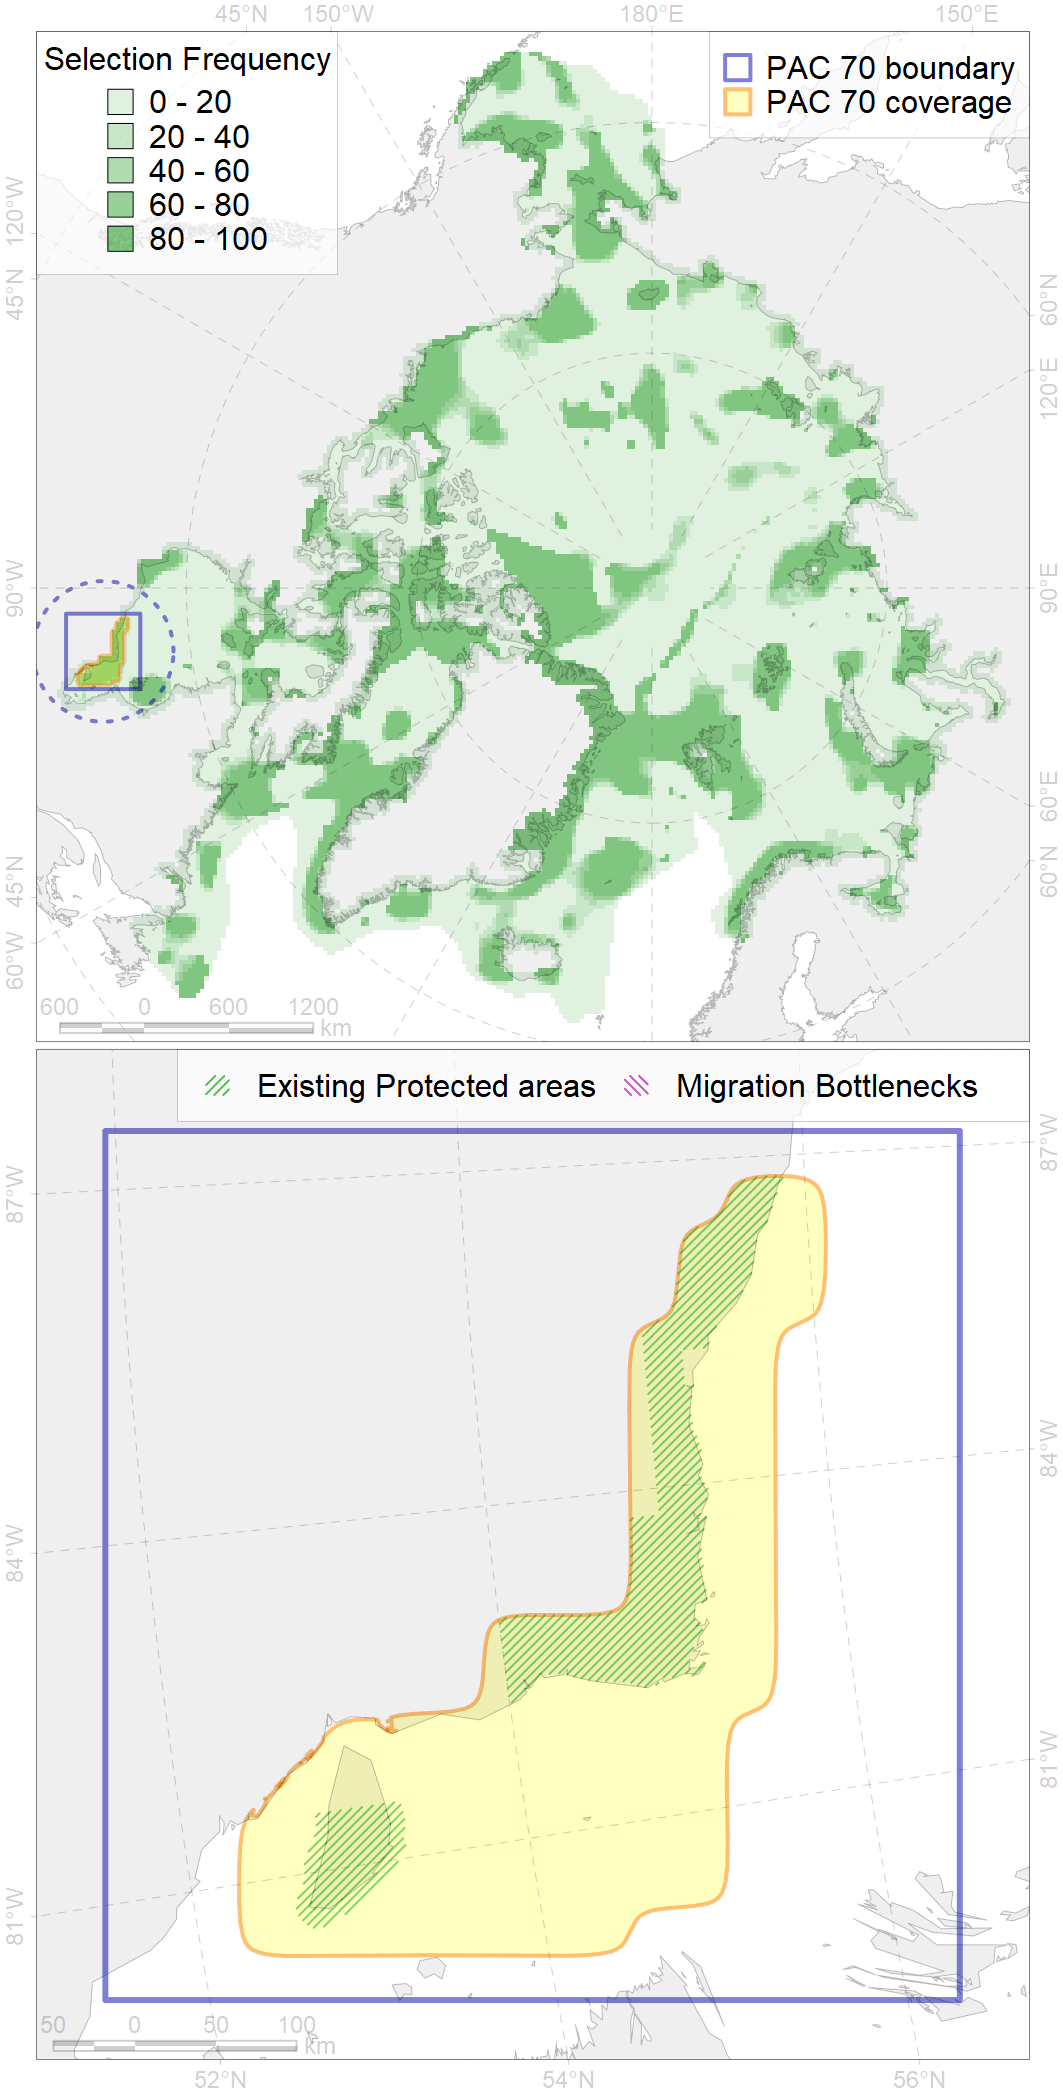 45°N 150°W 180°E 150°E
Selection Frequency
0 - 20
20 - 40
40 - 60
60 - 80
80 - 100
PAC 70 boundary
PAC 70 coverage
120°W
45°N
90°W
45°N
60°W
60°N
120°E
90°E
60°E
60°N
600 0 600 1200
km
Existing Protected areas Migration Bottlenecks
87°W
84°W
81°W
87°W
84°W
81°W
50 0 50 100
km
52°N 54°N 56°N